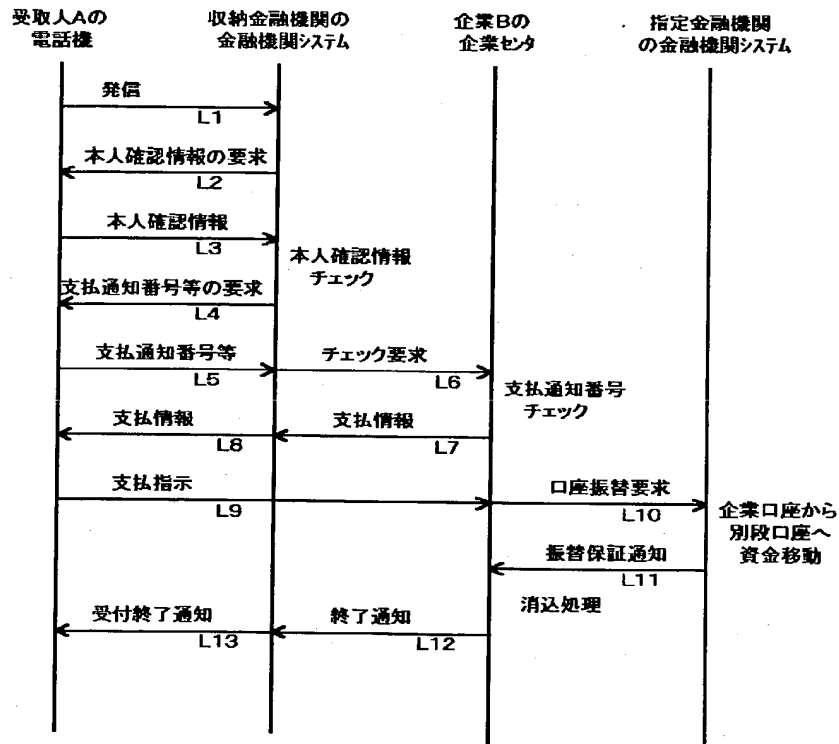 受取人Aの
電話機
収納金融機関の
金融機関システム
企業Bの
企業センタ
指定金融機関
の金融機関システム
発信
L1
本人確認情報の要求
L2
本人確認情報
L3
本人確認情報
チェック
支払通知番号等の要求
L4
支払通知番号等
L5
チェック要求
L6
支払通知番号
チェック
支払情報
L8
支払情報
L7
支払指示
L9
口座振替要求
L10
企業口座から
別段口座へ
資金移動
振替保証通知
L11
消込処理
受付終了通知
L13
終了通知
L12